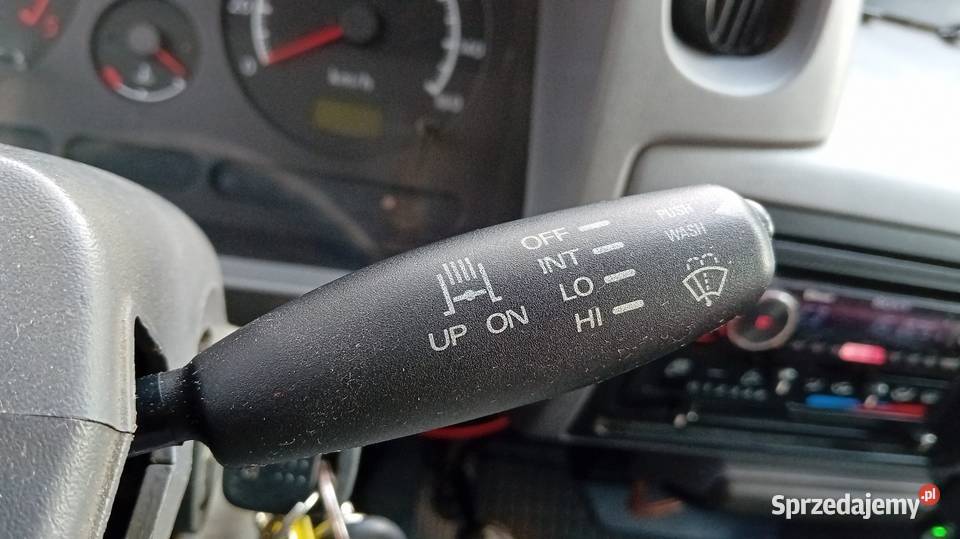 km/h
OFF
INT
LO
HI
PUSH
WASH
UP ON
Sprzedajemy.pl